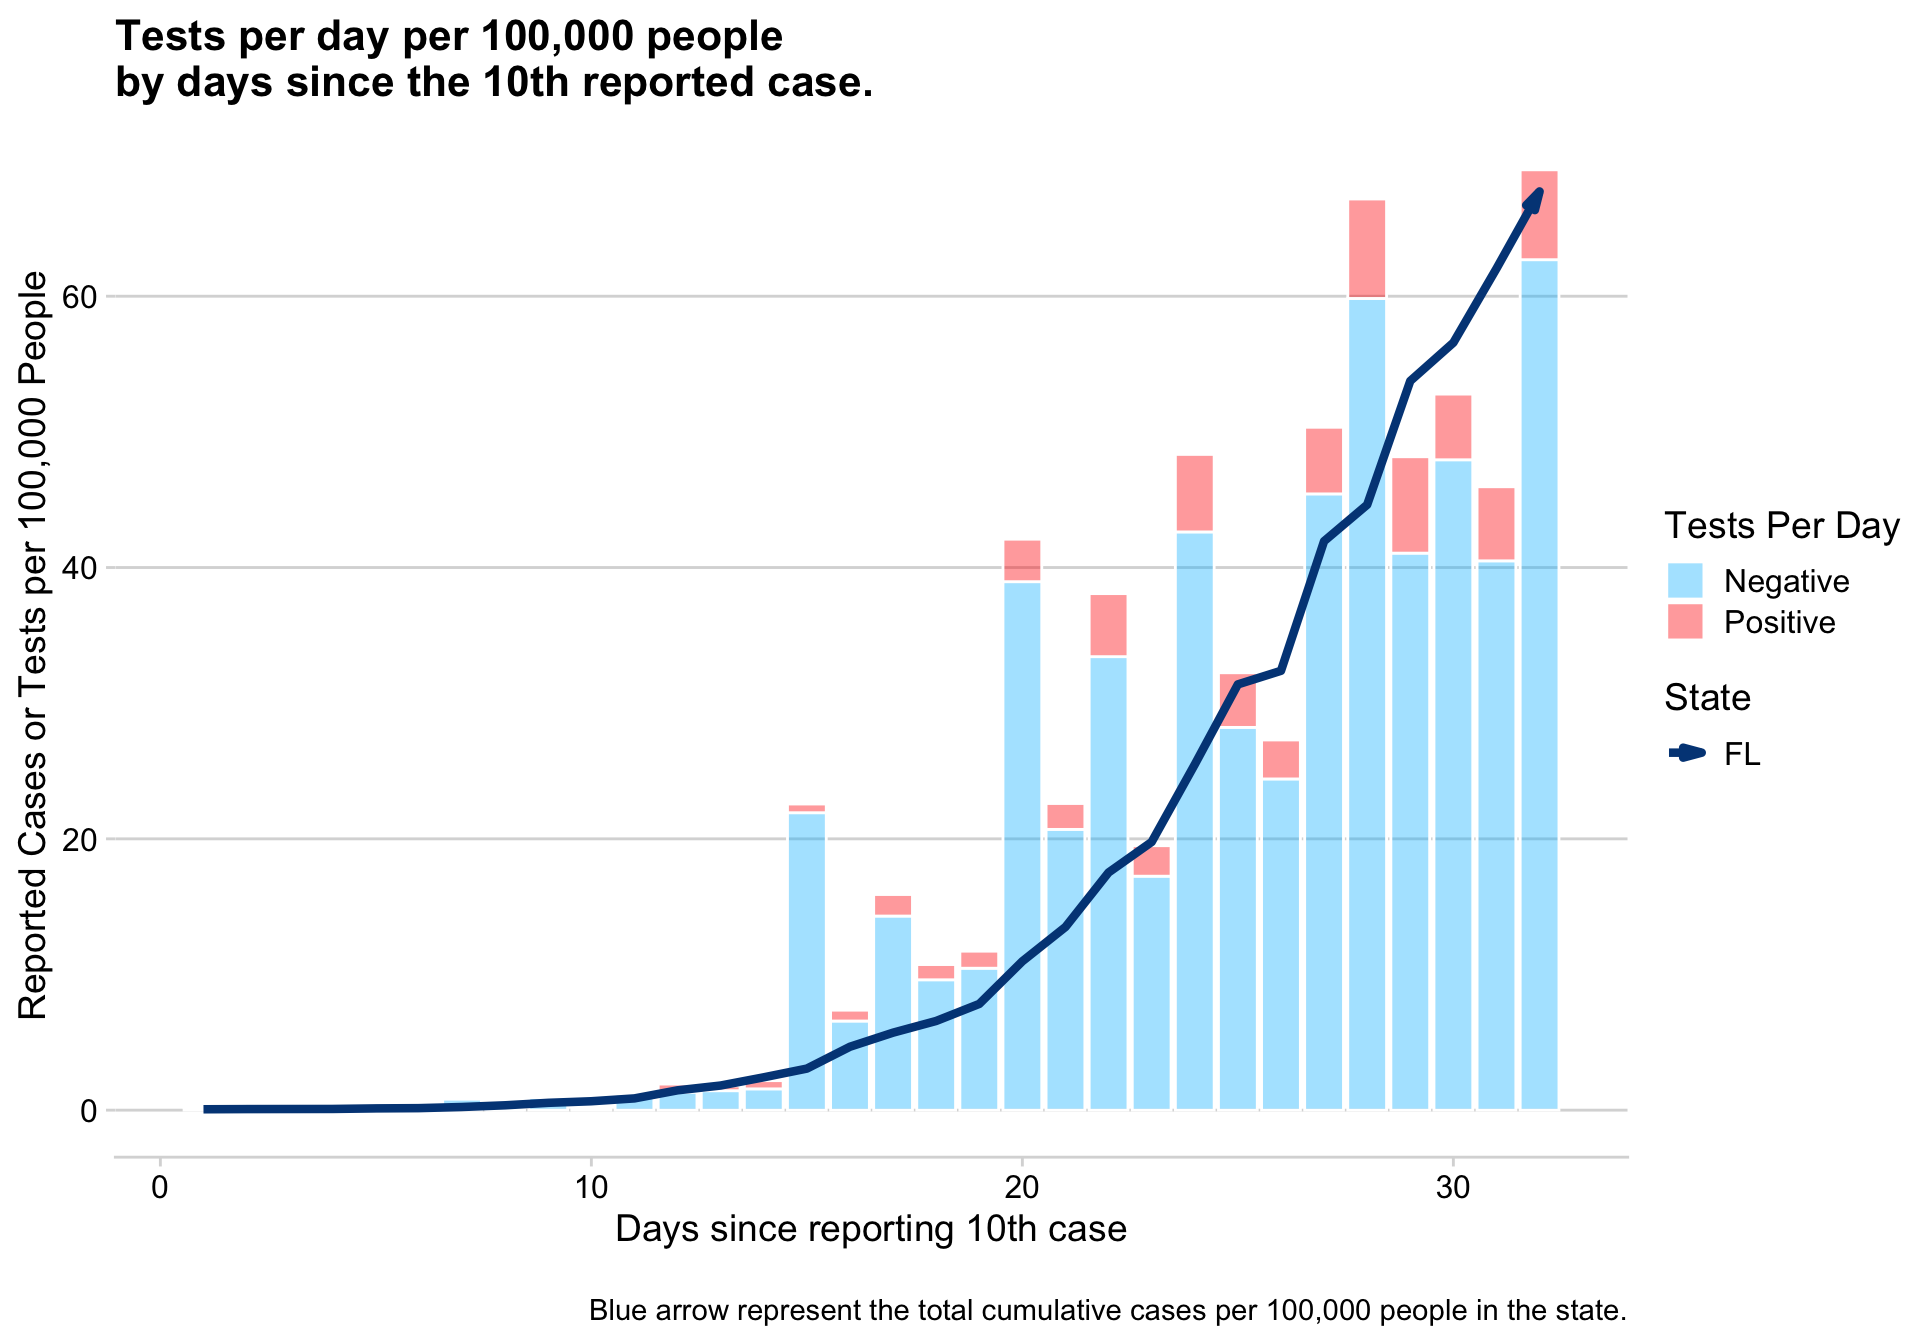 Tests per day per 100,000 people
by days since the 10th reported case.
Reported Cases or Tests per 100,000 People
60
40
20
0
0
10
20
30
Days since reporting 10th case
Tests Per Day
Negative
Positive
State
FL
Blue arrow represent the total cumulative cases per 100,000 people in the state.